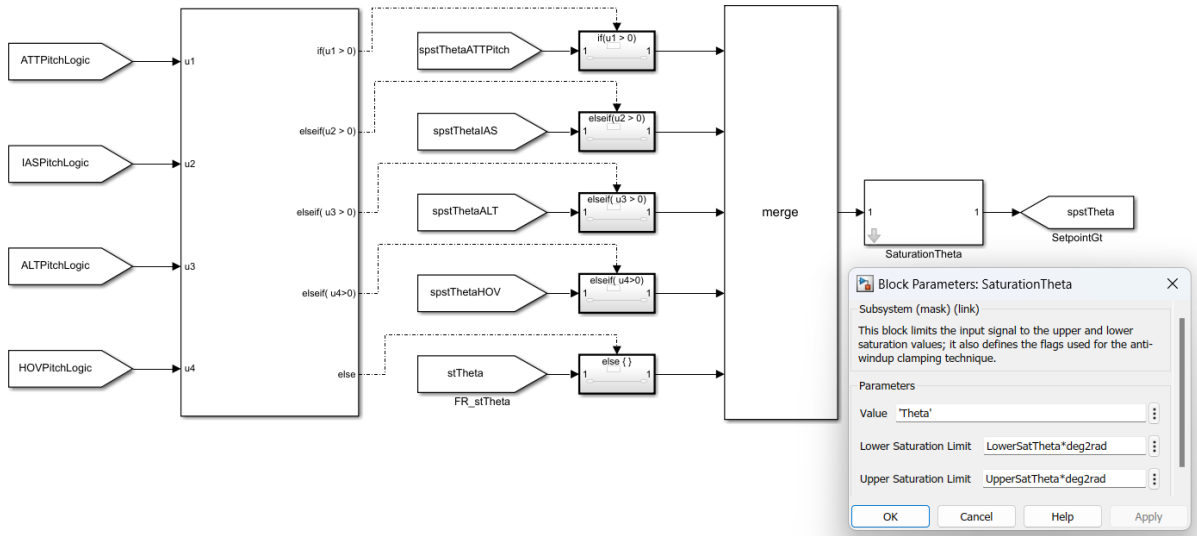 ATTPitchLogic
u1
if(u1 > 0)
spstThetaATTPitch
if(u1 > 0)
1
1
IASPitchLogic
u2
elseif(u2 > 0)
spstThetaIAS
elseif(u2 > 0)
1
1
ALTPitchLogic
u3
elseif( u3 > 0)
spstThetaALT
elseif( u3 > 0)
1
1
HOVPitchLogic
u4
elseif( u4>0)
spstThetaHOV
elseif( u4>0)
1
1
else
stTheta
FR_stTheta
else { }
1
1
merge
1
1
SaturationTheta
spstTheta
SetpointGt
Block Parameters: SaturationTheta
Subsystem (mask) (link)
This block limits the input signal to the upper and lower
saturation values; it also defines the flags used for the anti-
windup clamping technique.
Parameters
Value 'Theta'
Lower Saturation Limit LowerSatTheta*deg2rad
Upper Saturation Limit UpperSatTheta*deg2rad
OK Cancel Help Apply